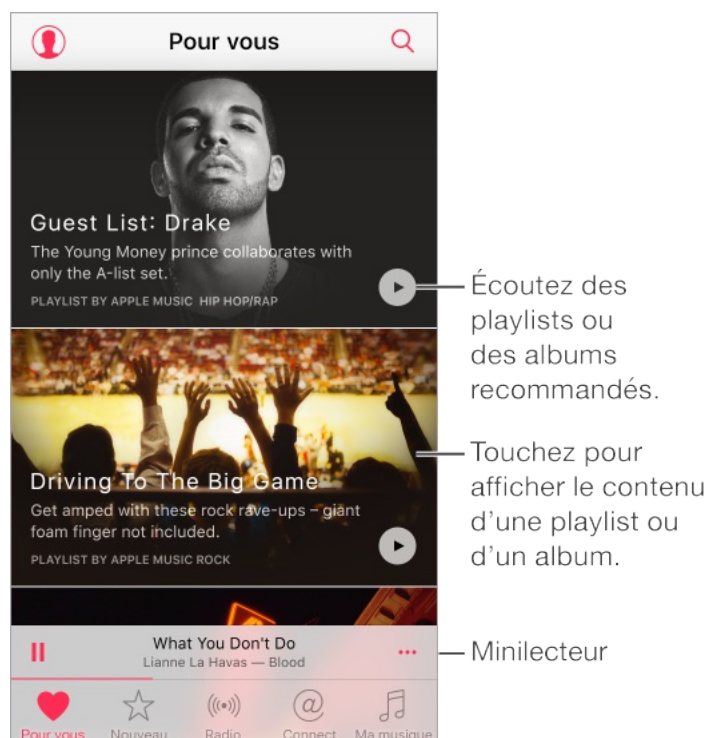 Pour vous
Guest List: Drake
The Young Money prince collaborates with
only the A-list set.
PLAYLIST BY APPLE MUSIC HIP HOP/RAP
Écoutez des
playlists ou
des albums
recommandés.
Driving To The Big Game
Get amped with these rock rave-ups – giant
foam finger not included.
PLAYLIST BY APPLE MUSIC ROCK
Touchez pour
afficher le contenu
d'une playlist ou
d'un album.
What You Don't Do
Lianne La Havas — Blood
Minilecteur
Pour vous Nouveau Radio Connect Ma musique